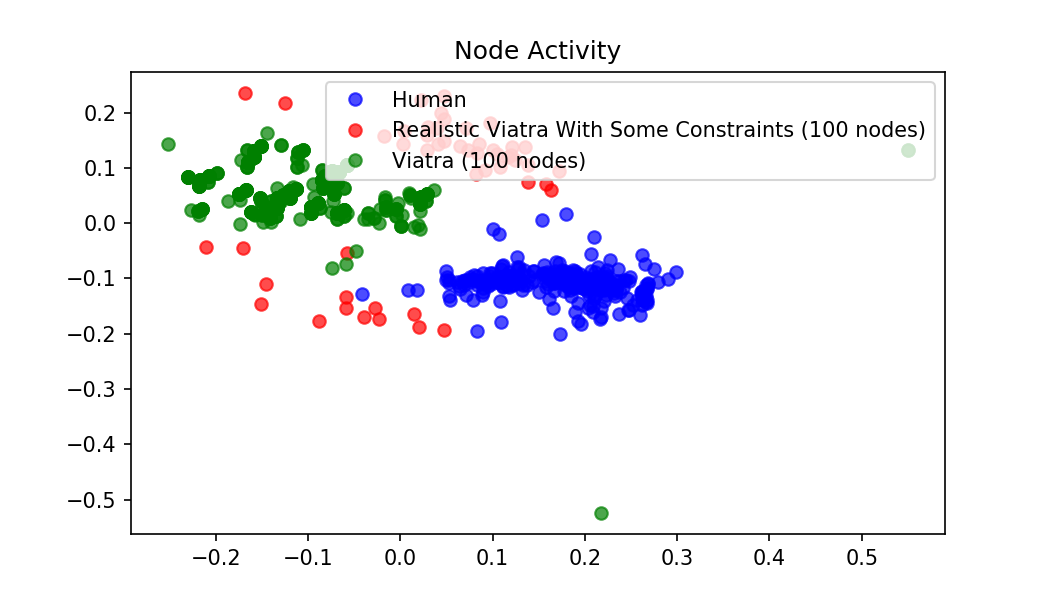 Node Activity
Human
Realistic Viatra With Some Constraints (100 nodes)
Viatra (100 nodes)
0.2
0.1
0.0
−0.1
−0.2
−0.3
−0.4
−0.5
−0.2 −0.1 0.0 0.1 0.2 0.3 0.4 0.5